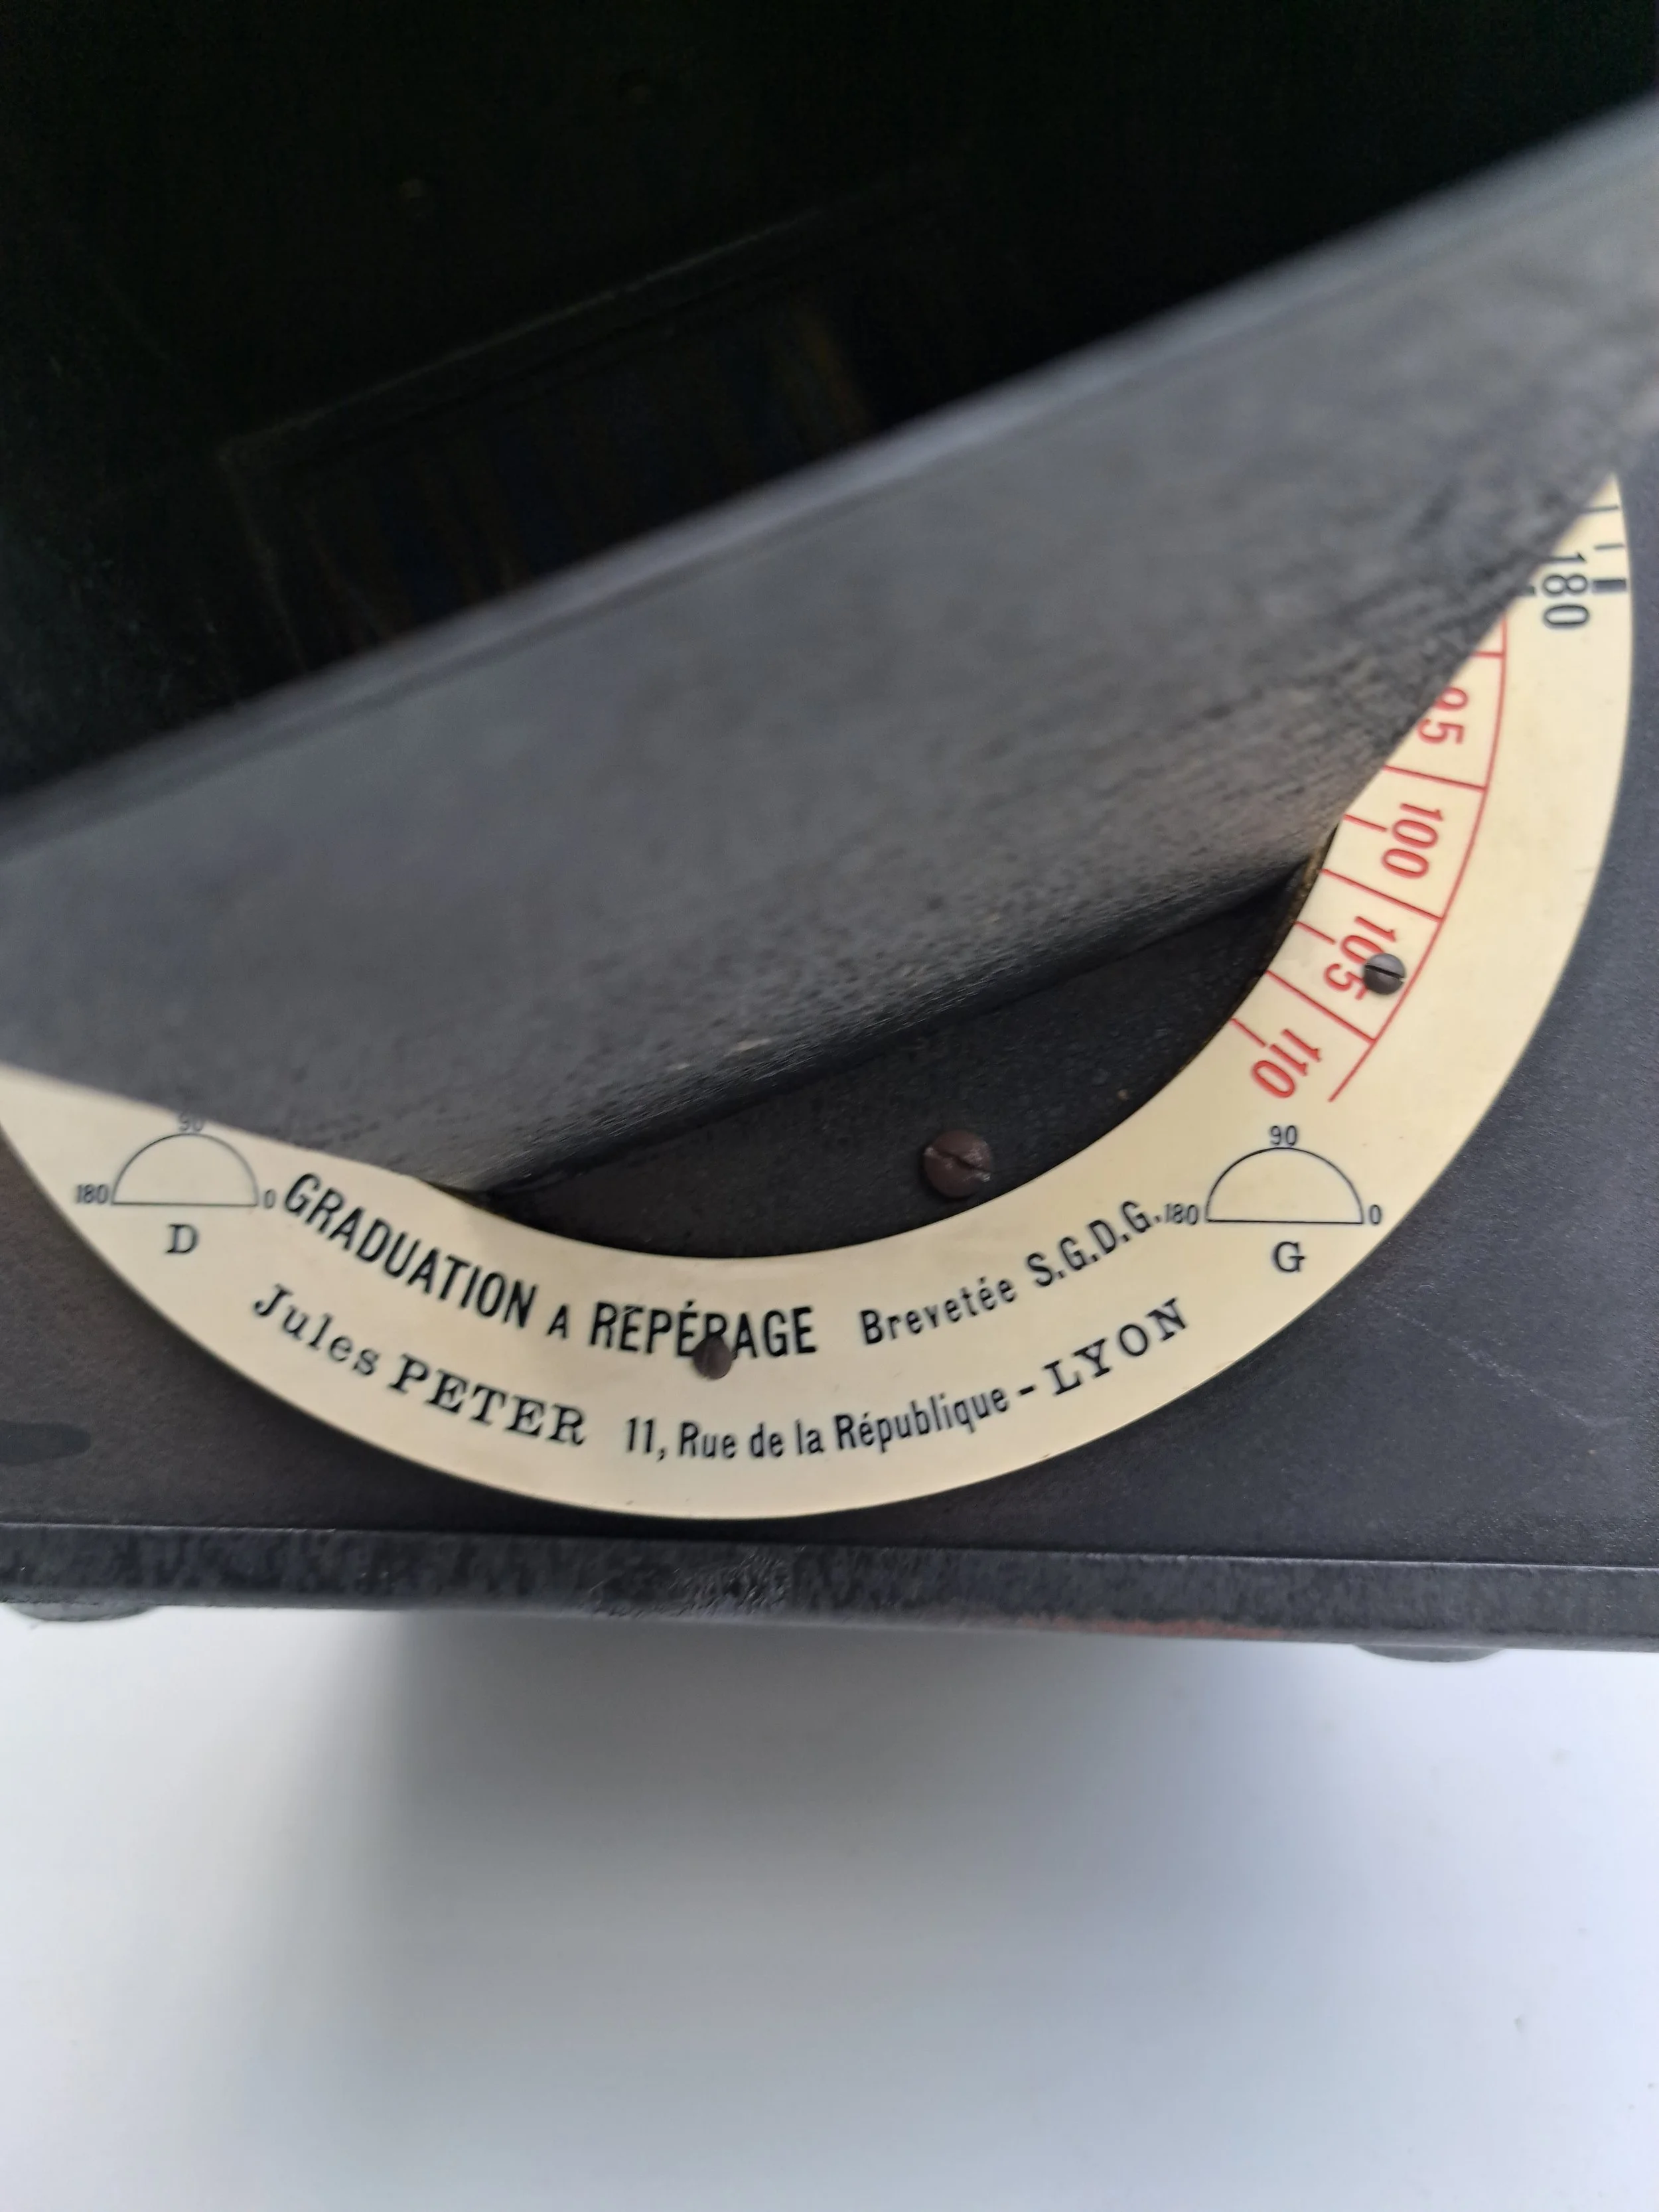 180
95
100
105
110
90
180 0
D
90
180 0
G
GRADUATION A REPÉRAGE Brevetée S.G.D.G.
Jules PETER 11, Rue de la République - LYON